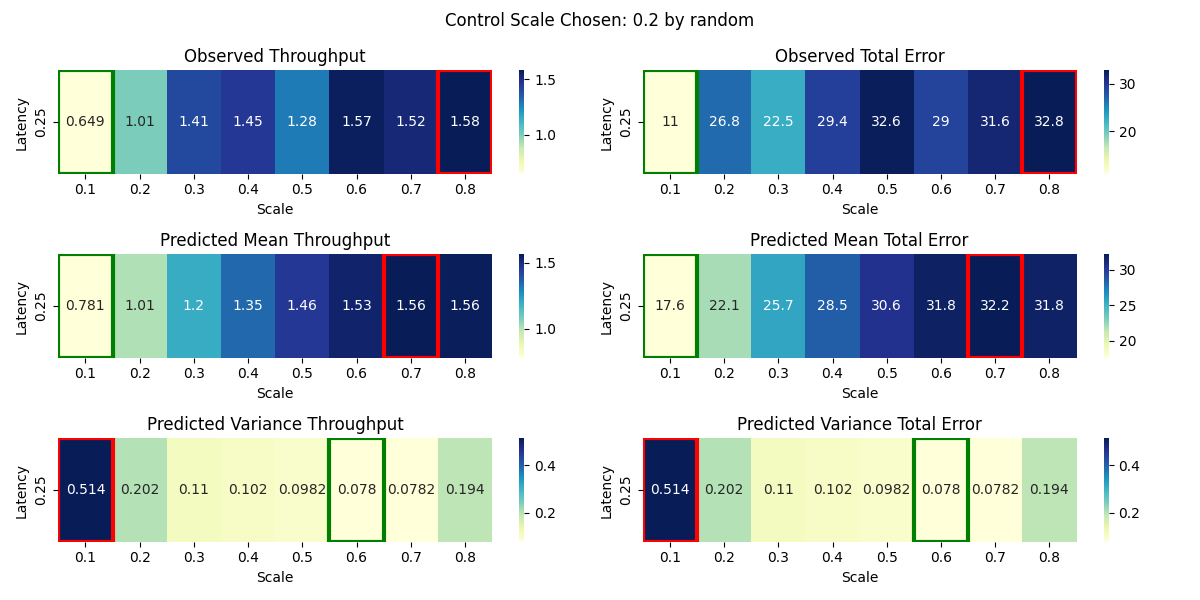 Control Scale Chosen: 0.2 by random
Observed Throughput
Latency
0.25
0.649 1.01 1.41 1.45 1.28 1.57 1.52 1.58
0.1 0.2 0.3 0.4 0.5 0.6 0.7 0.8
Scale
1.5
1.0
Observed Total Error
Latency
0.25
11 26.8 22.5 29.4 32.6 29 31.6 32.8
0.1 0.2 0.3 0.4 0.5 0.6 0.7 0.8
Scale
30
20
Predicted Mean Throughput
Latency
0.25
0.781 1.01 1.2 1.35 1.46 1.53 1.56 1.56
0.1 0.2 0.3 0.4 0.5 0.6 0.7 0.8
Scale
1.5
1.0
Predicted Mean Total Error
Latency
0.25
17.6 22.1 25.7 28.5 30.6 31.8 32.2 31.8
0.1 0.2 0.3 0.4 0.5 0.6 0.7 0.8
Scale
30
25
20
Predicted Variance Throughput
Latency
0.25
0.514 0.202 0.11 0.102 0.0982 0.078 0.0782 0.194
0.1 0.2 0.3 0.4 0.5 0.6 0.7 0.8
Scale
0.4
0.2
Predicted Variance Total Error
Latency
0.25
0.514 0.202 0.11 0.102 0.0982 0.078 0.0782 0.194
0.1 0.2 0.3 0.4 0.5 0.6 0.7 0.8
Scale
0.4
0.2